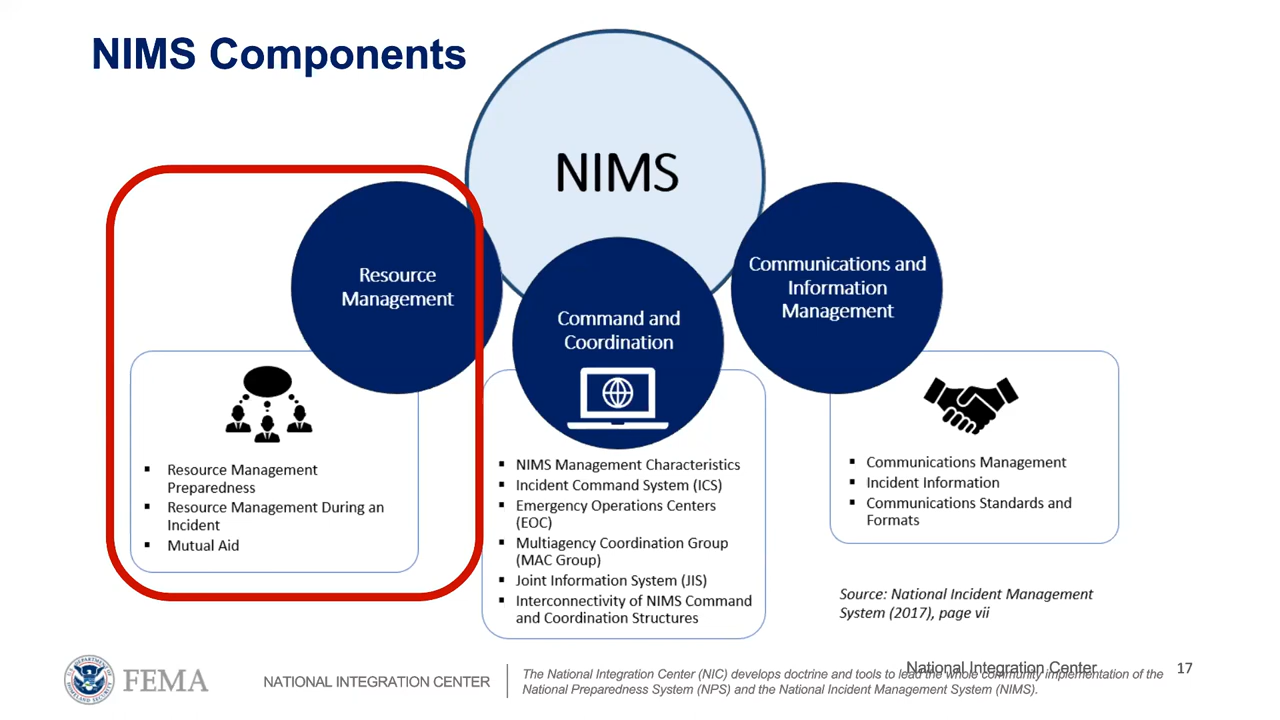 NIMS Components
NIMS
Resource
Management
Command and
Coordination
Communications and
Information
Management
▪ Resource Management
Preparedness
▪ Resource Management During an
Incident
▪ Mutual Aid
▪ NIMS Management Characteristics
▪ Incident Command System (ICS)
▪ Emergency Operations Centers
(EOC)
▪ Multiagency Coordination Group
(MAC Group)
▪ Joint Information System (JIS)
▪ Interconnectivity of NIMS Command
and Coordination Structures
▪ Communications Management
▪ Incident Information
▪ Communications Standards and
Formats
Source: National Incident Management
System (2017), page vii
FEMA
NATIONAL INTEGRATION CENTER
The National Integration Center (NIC) develops doctrine and tools to lead the whole community implementation of the
National Preparedness System (NPS) and the National Incident Management System (NIMS).
National Integration Center
17